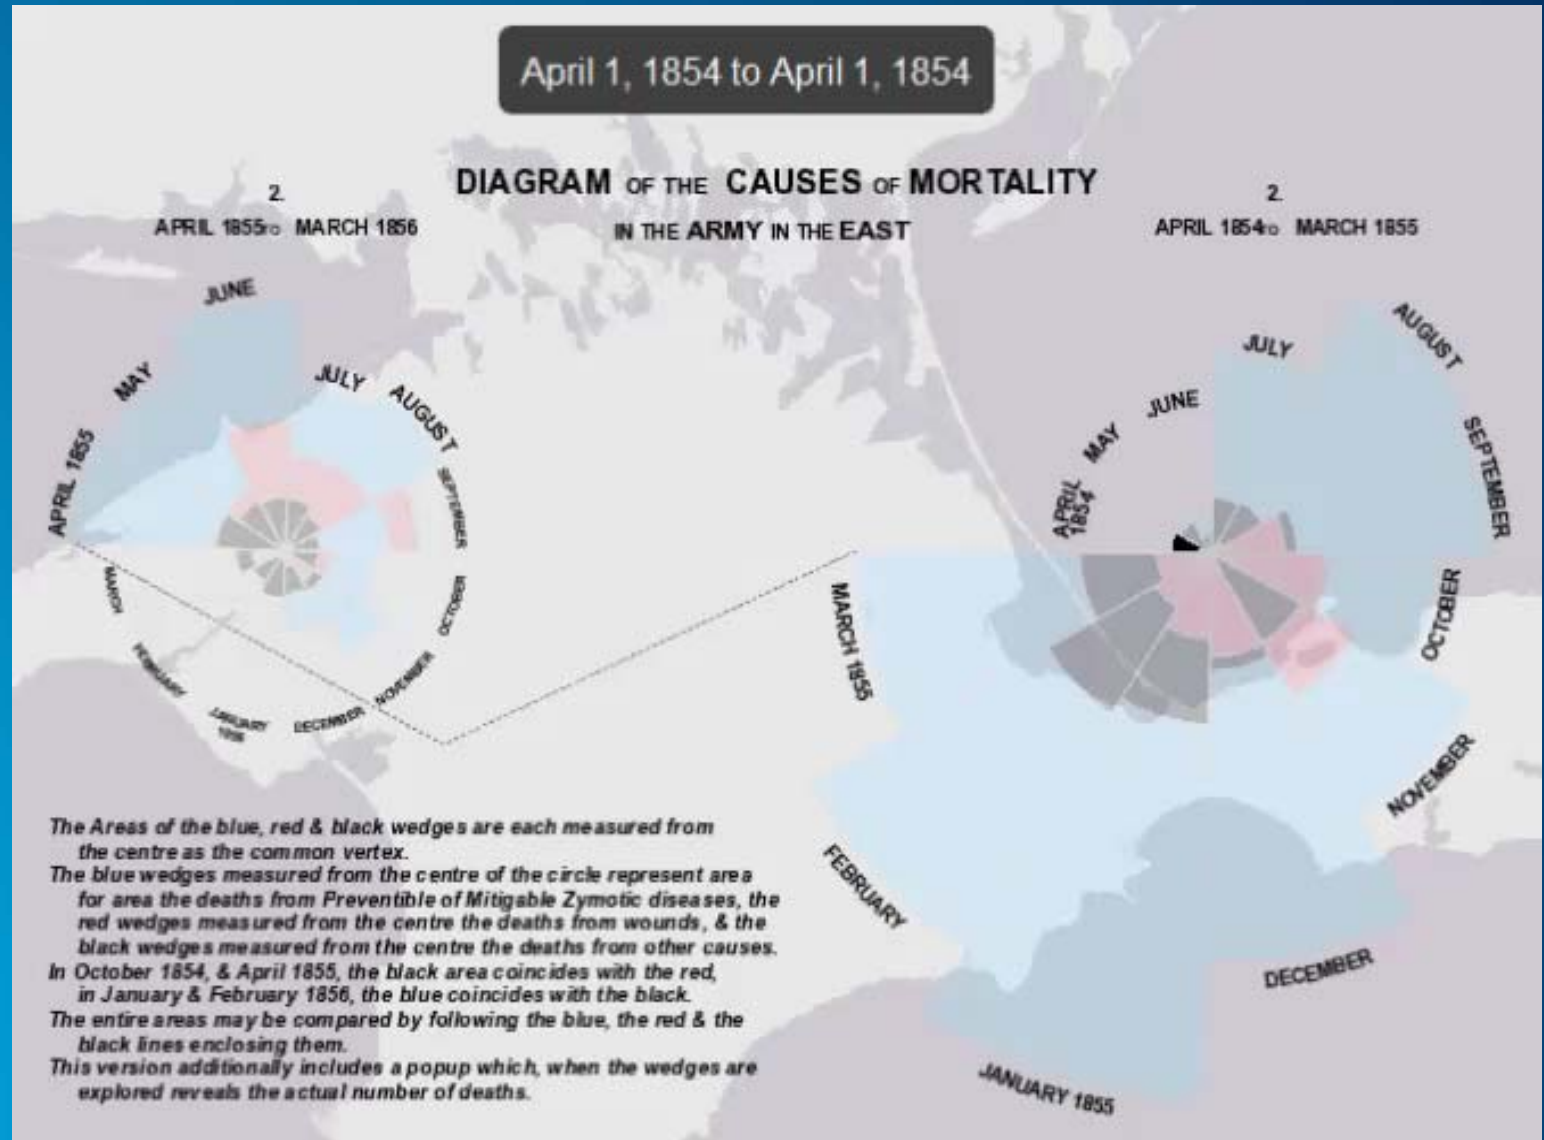 April 1, 1854 to April 1, 1854
DIAGRAM OF THE CAUSES OF MORTALITY
IN THE ARMY IN THE EAST
2.
APRIL 1855 TO MARCH 1856
2.
APRIL 1854 TO MARCH 1855
APRIL 1855
MAY
JUNE
JULY
AUGUST
SEPTEMBER
OCTOBER
NOVEMBER
DECEMBER
JANUARY
1856
FEBRUARY
MARCH
APRIL
1854
MAY
JUNE
JULY
AUGUST
SEPTEMBER
OCTOBER
NOVEMBER
DECEMBER
JANUARY 1855
FEBRUARY
MARCH 1855
The Areas of the blue, red & black wedges are each measured from
the centre as the common vertex.
The blue wedges measured from the centre of the circle represent area
for area the deaths from Preventible of Mitigable Zymotic diseases, the
red wedges measured from the centre the deaths from wounds, & the
black wedges measured from the centre the deaths from other causes.
In October 1854, & April 1855, the black area coincides with the red,
in January & February 1856, the blue coincides with the black.
The entire areas may be compared by following the blue, the red & the
black lines enclosing them.
This version additionally includes a popup which, when the wedges are
explored reveals the actual number of deaths.